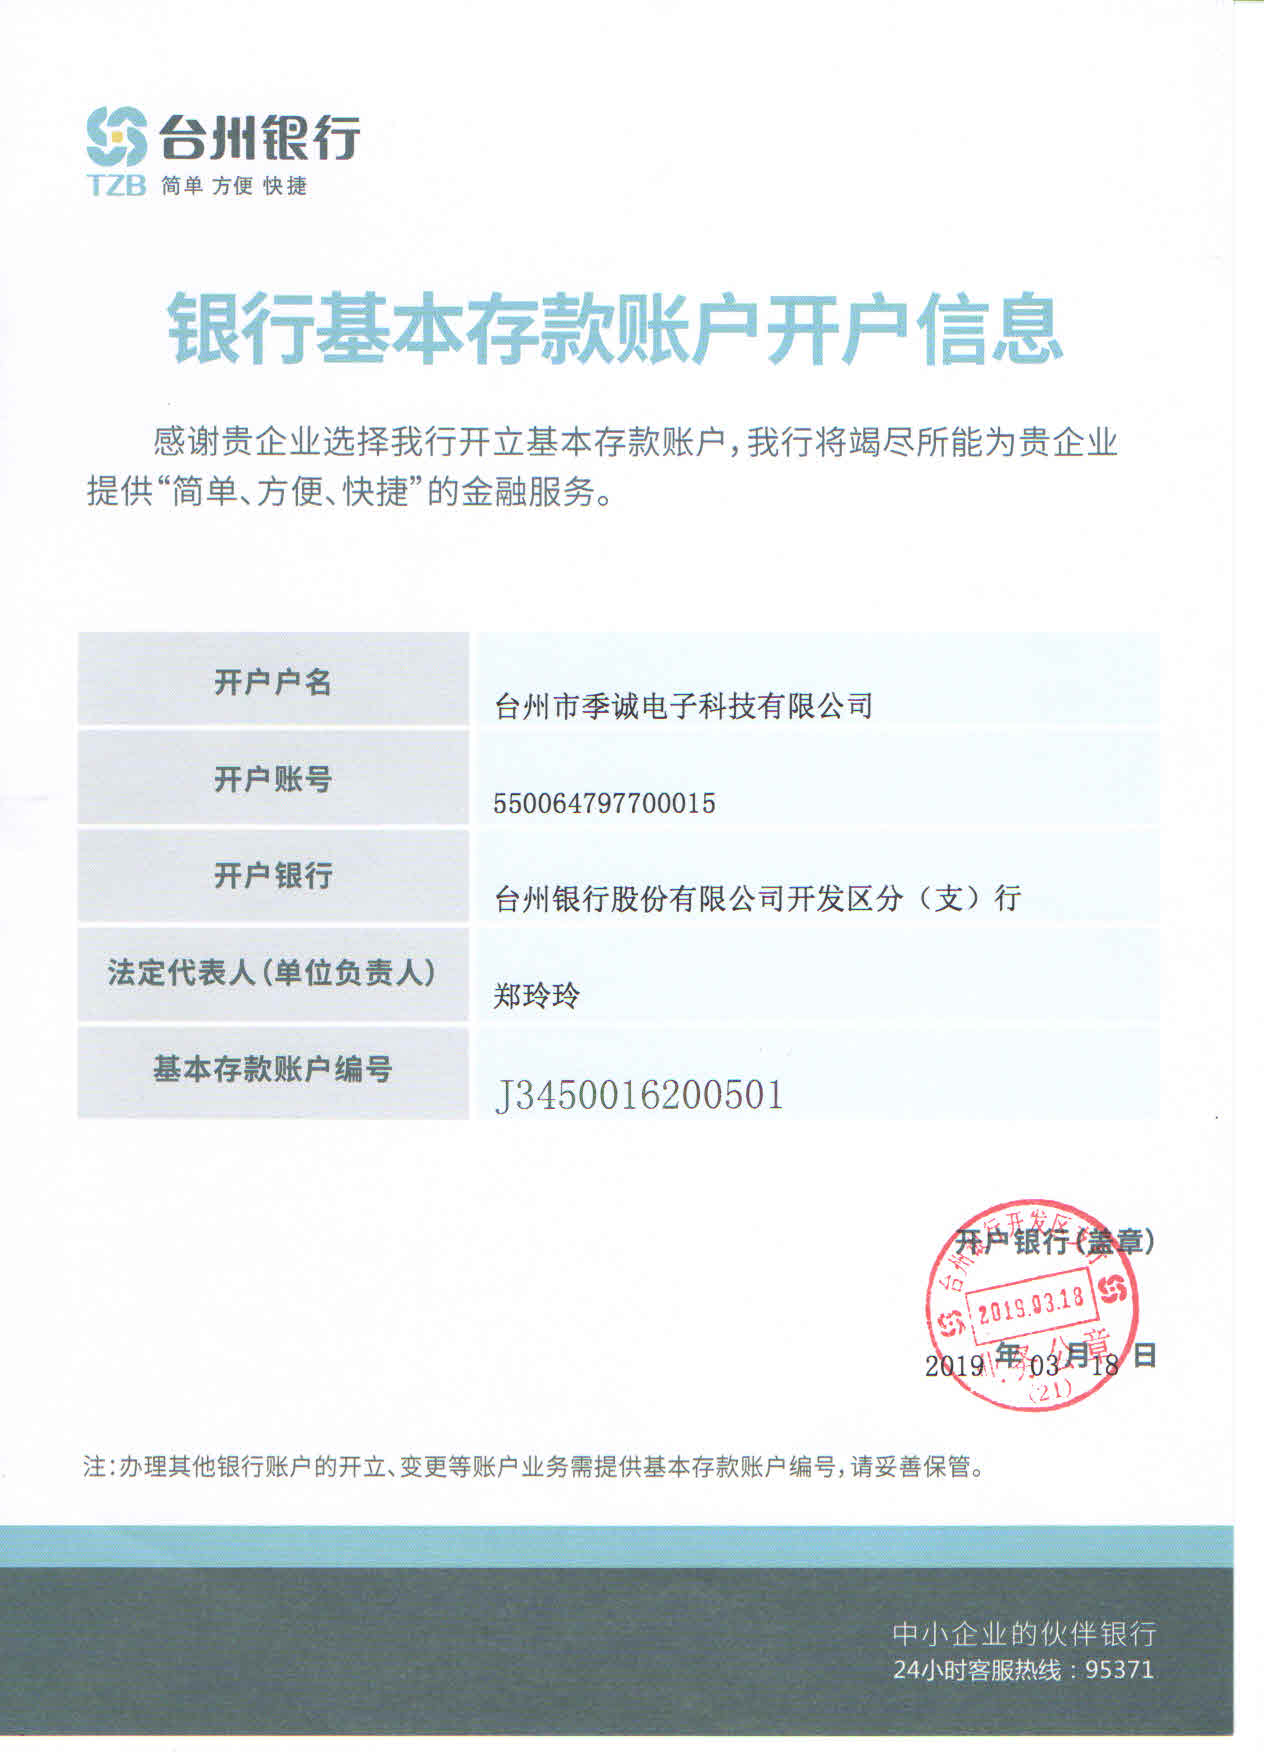 台州银行
TZB 简单 方便 快捷
银行基本存款账户开户信息
感谢贵企业选择我行开立基本存款账户，我行将竭尽所能为贵企业
提供“简单、方便、快捷”的金融服务。
开户户名 台州市季诚电子科技有限公司
开户账号 550064797700015
开户银行 台州银行股份有限公司开发区分（支）行
法定代表人（单位负责人） 郑玲玲
基本存款账户编号 J3450016200501
开户银行（盖章）
台州银行开发区支行
2019.03.18
业务公章
(21)
2019 年 03 月 18 日
注：办理其他银行账户的开立、变更等账户业务需提供基本存款账户编号，请妥善保管。
中小企业的伙伴银行
24小时客服热线：95371